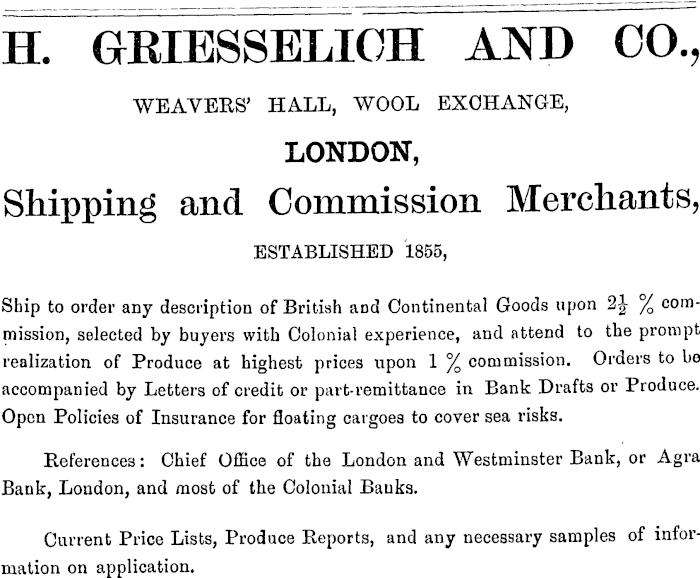 H. GRIESSELICH AND CO.,
WEAVERS' HALL, WOOL EXCHANGE,
LONDON,
Shipping and Commission Merchants,
ESTABLISHED 1855,
Ship to order any description of British and Continental Goods upon 2½ % com-
mission, selected by buyers with Colonial experience, and attend to the prompt
realization of Produce at highest prices upon 1 % commission. Orders to be
accompanied by Letters of credit or part-remittance in Bank Drafts or Produce.
Open Policies of Insurance for floating cargoes to cover sea risks.
References: Chief Office of the London and Westminster Bank, or Agra
Bank, London, and most of the Colonial Banks.
Current Price Lists, Produce Reports, and any necessary samples of infor-
mation on application.